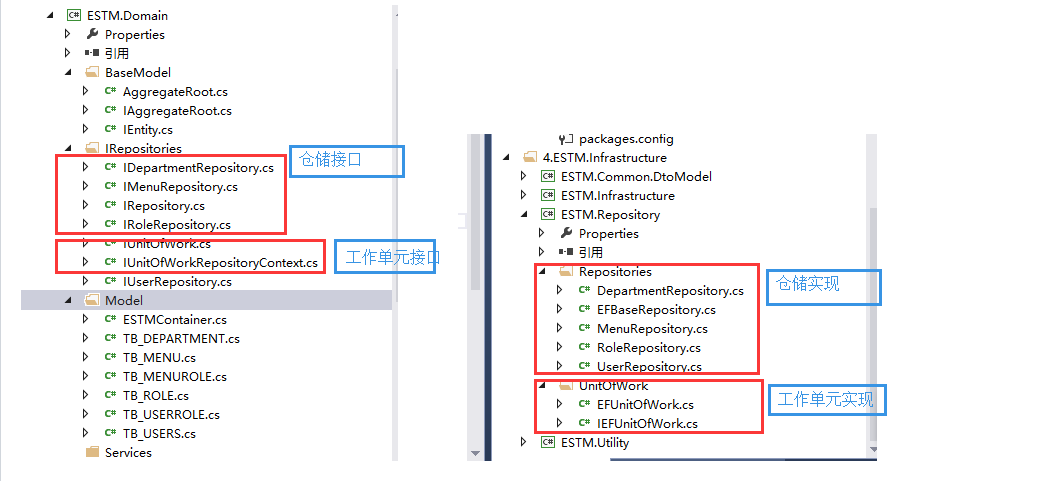 ESTM.Domain
Properties
引用
BaseModel
AggregateRoot.cs
IAggregateRoot.cs
IEntity.cs
IRepositories
仓储接口
IDepartmentRepository.cs
IMenuRepository.cs
IRepository.cs
IRoleRepository.cs
IUnitOfWork.cs
工作单元接口
IUnitOfWorkRepositoryContext.cs
IUserRepository.cs
Model
ESTMContainer.cs
TB_DEPARTMENT.cs
TB_MENU.cs
TB_MENUROLE.cs
TB_ROLE.cs
TB_USERROLE.cs
TB_USERS.cs
Services
packages.config
4.ESTM.Infrastructure
ESTM.Common.DtoModel
ESTM.Infrastructure
ESTM.Repository
Properties
引用
Repositories
仓储实现
DepartmentRepository.cs
EFBaseRepository.cs
MenuRepository.cs
RoleRepository.cs
UserRepository.cs
UnitOfWork
工作单元实现
EFUnitOfWork.cs
IEFUnitOfWork.cs
ESTM.Utility